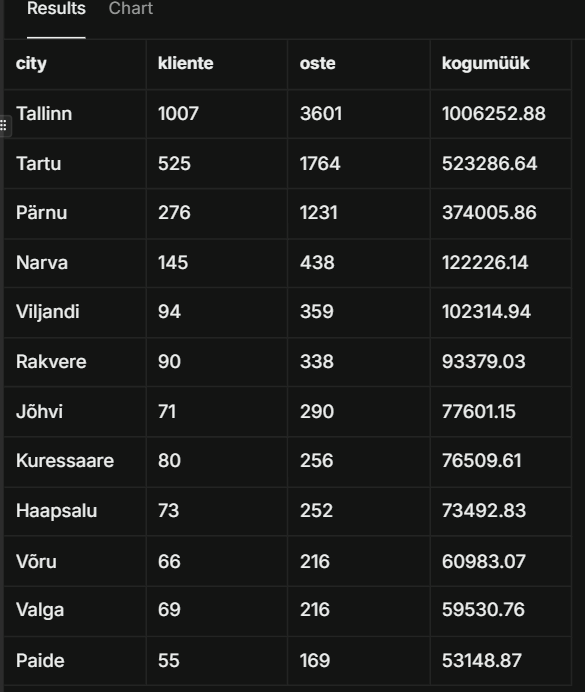 Results Chart
city kliente oste kogumüük
Tallinn 1007 3601 1006252.88
Tartu 525 1764 523286.64
Pärnu 276 1231 374005.86
Narva 145 438 122226.14
Viljandi 94 359 102314.94
Rakvere 90 338 93379.03
Jõhvi 71 290 77601.15
Kuressaare 80 256 76509.61
Haapsalu 73 252 73492.83
Võru 66 216 60983.07
Valga 69 216 59530.76
Paide 55 169 53148.87